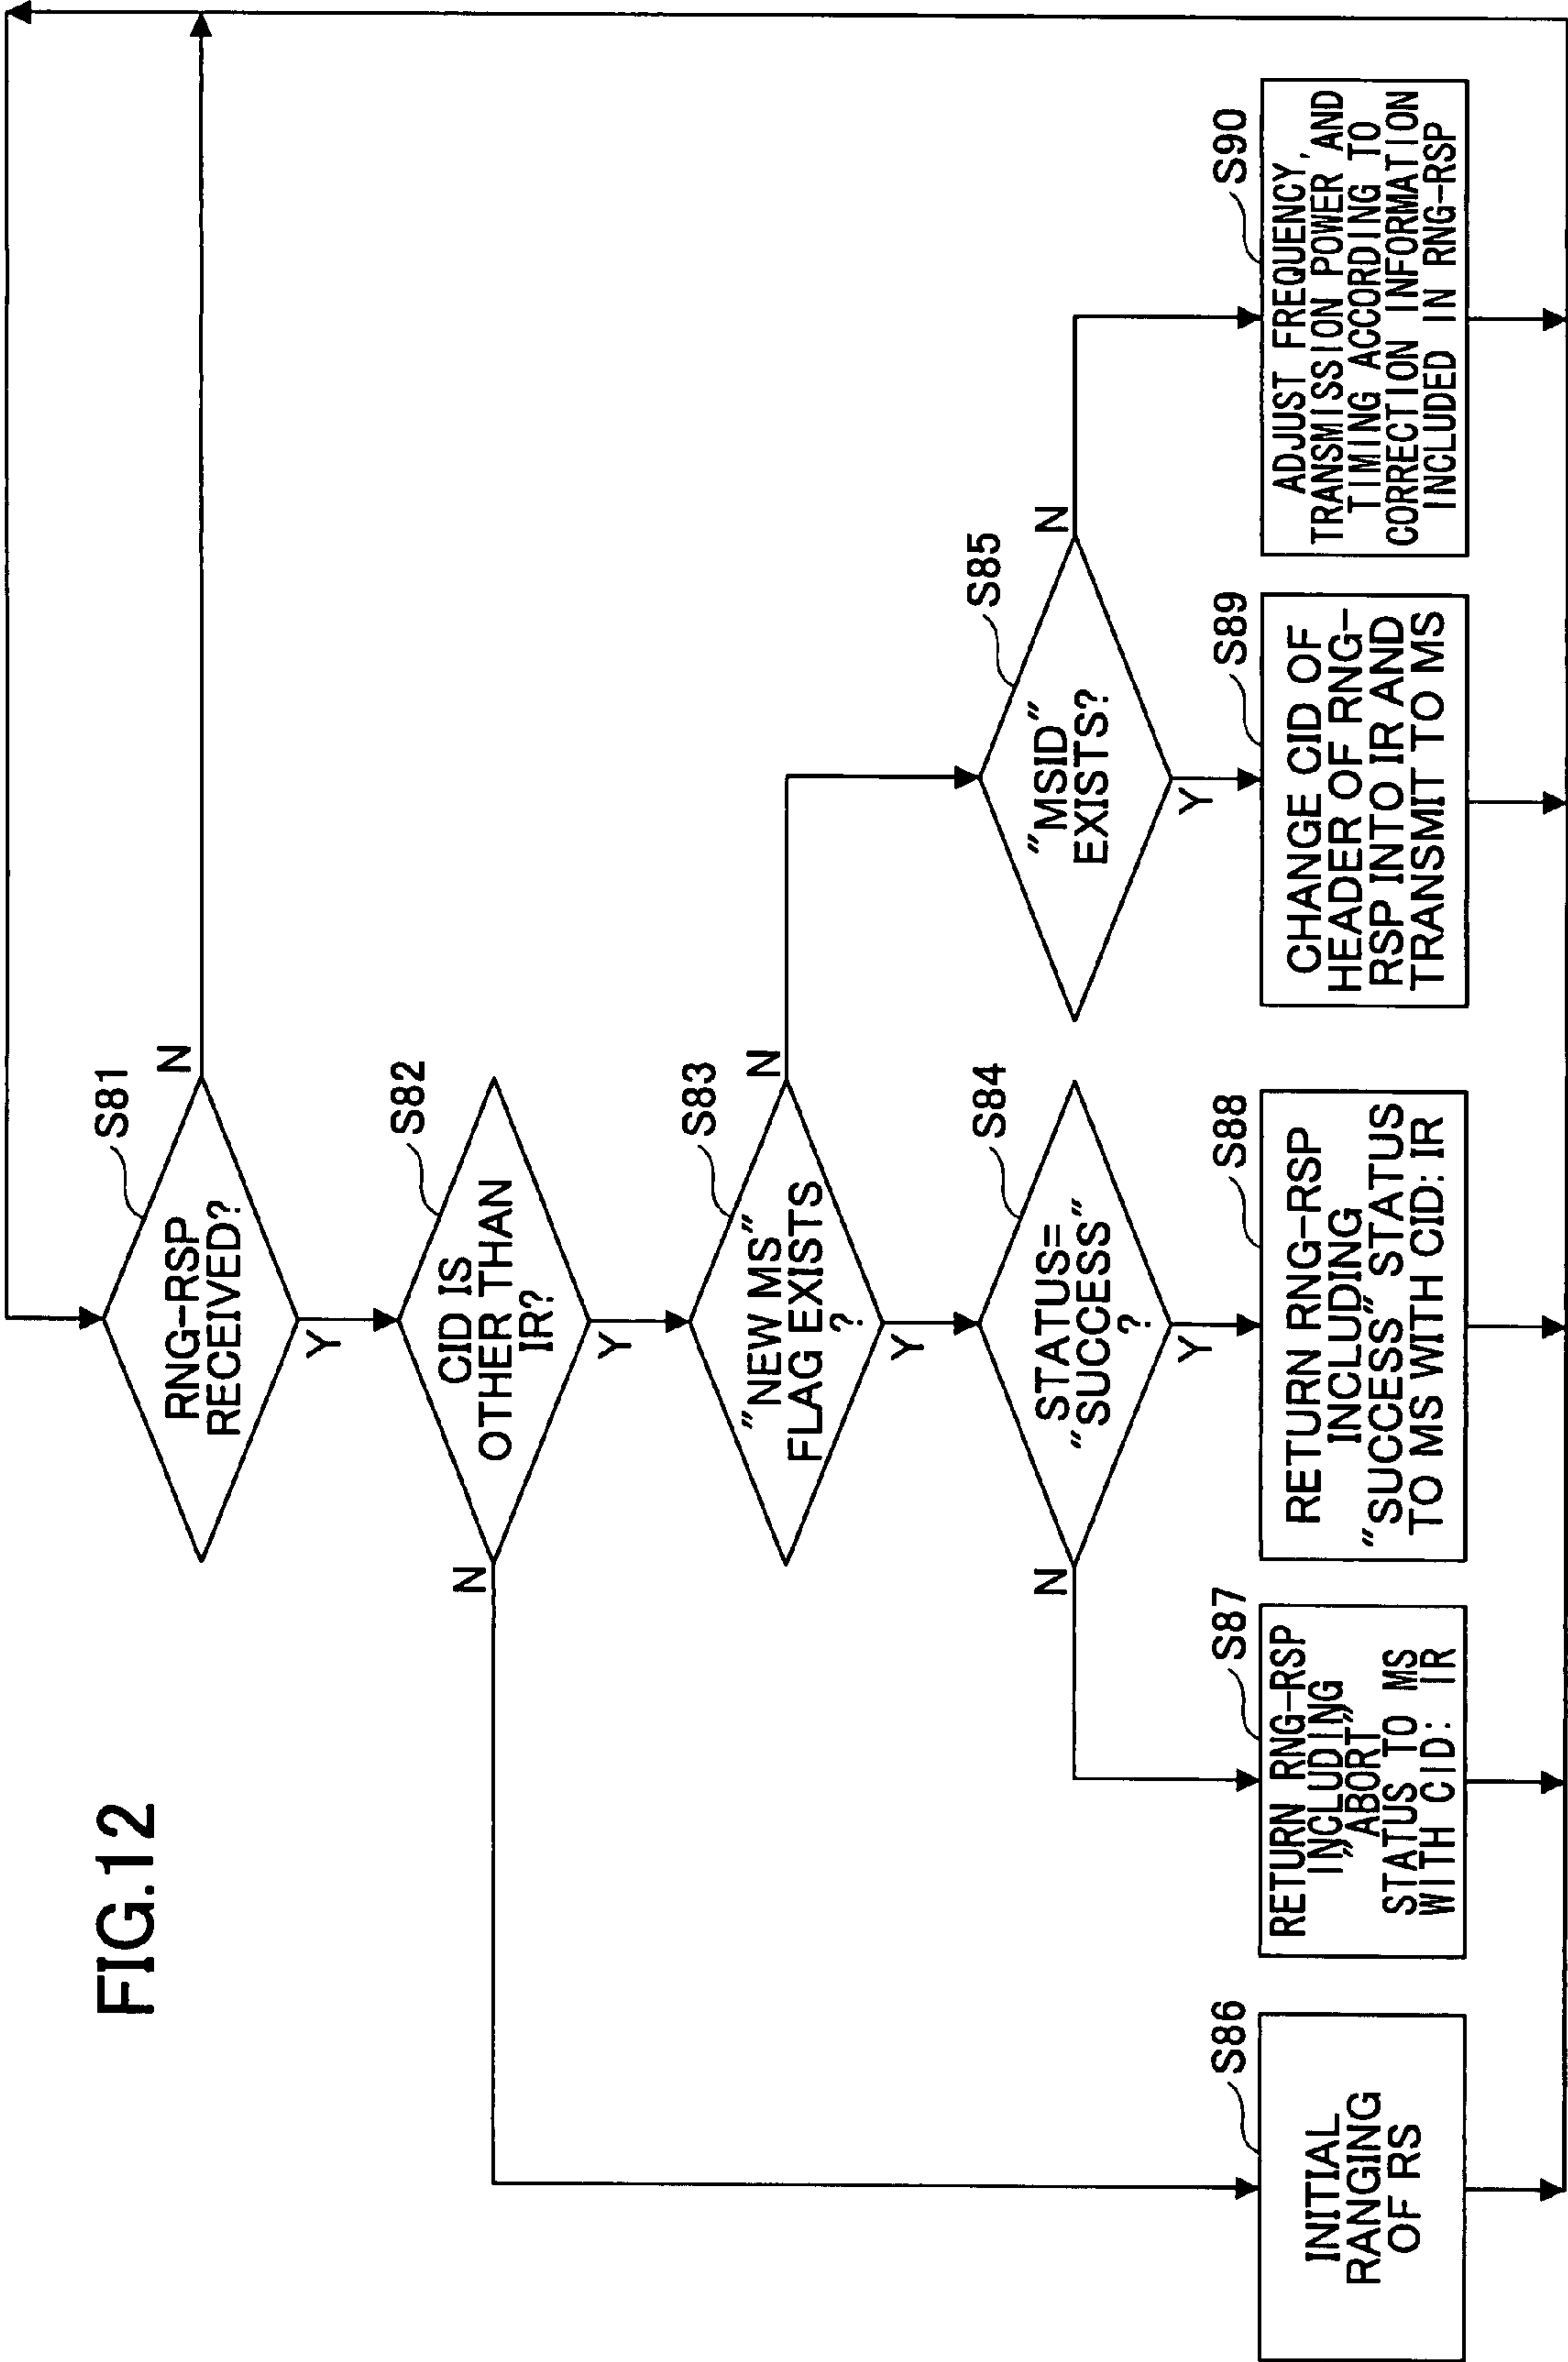 FIG.12
S81
RNG-RSP
RECEIVED?
N
Y
S82
CID IS
OTHER THAN
IR?
N
Y
S83
"NEW MS"
FLAG EXISTS
?
N
Y
S84
STATUS=
"SUCCESS"
?
N
Y
S85
"MSID"
EXISTS?
N
Y
S86
INITIAL
RANGING
OF RS
S87
RETURN RNG-RSP
INCLUDING
"ABORT"
STATUS TO MS
WITH CID: IR
S88
RETURN RNG-RSP
INCLUDING
"SUCCESS" STATUS
TO MS WITH CID: IR
S89
CHANGE CID OF
HEADER OF RNG-
RSP INTO IR AND
TRANSMIT TO MS
S90
ADJUST FREQUENCY,
TRANSMISSION POWER, AND
TIMING ACCORDING TO
CORRECTION INFORMATION
INCLUDED IN RNG-RSP